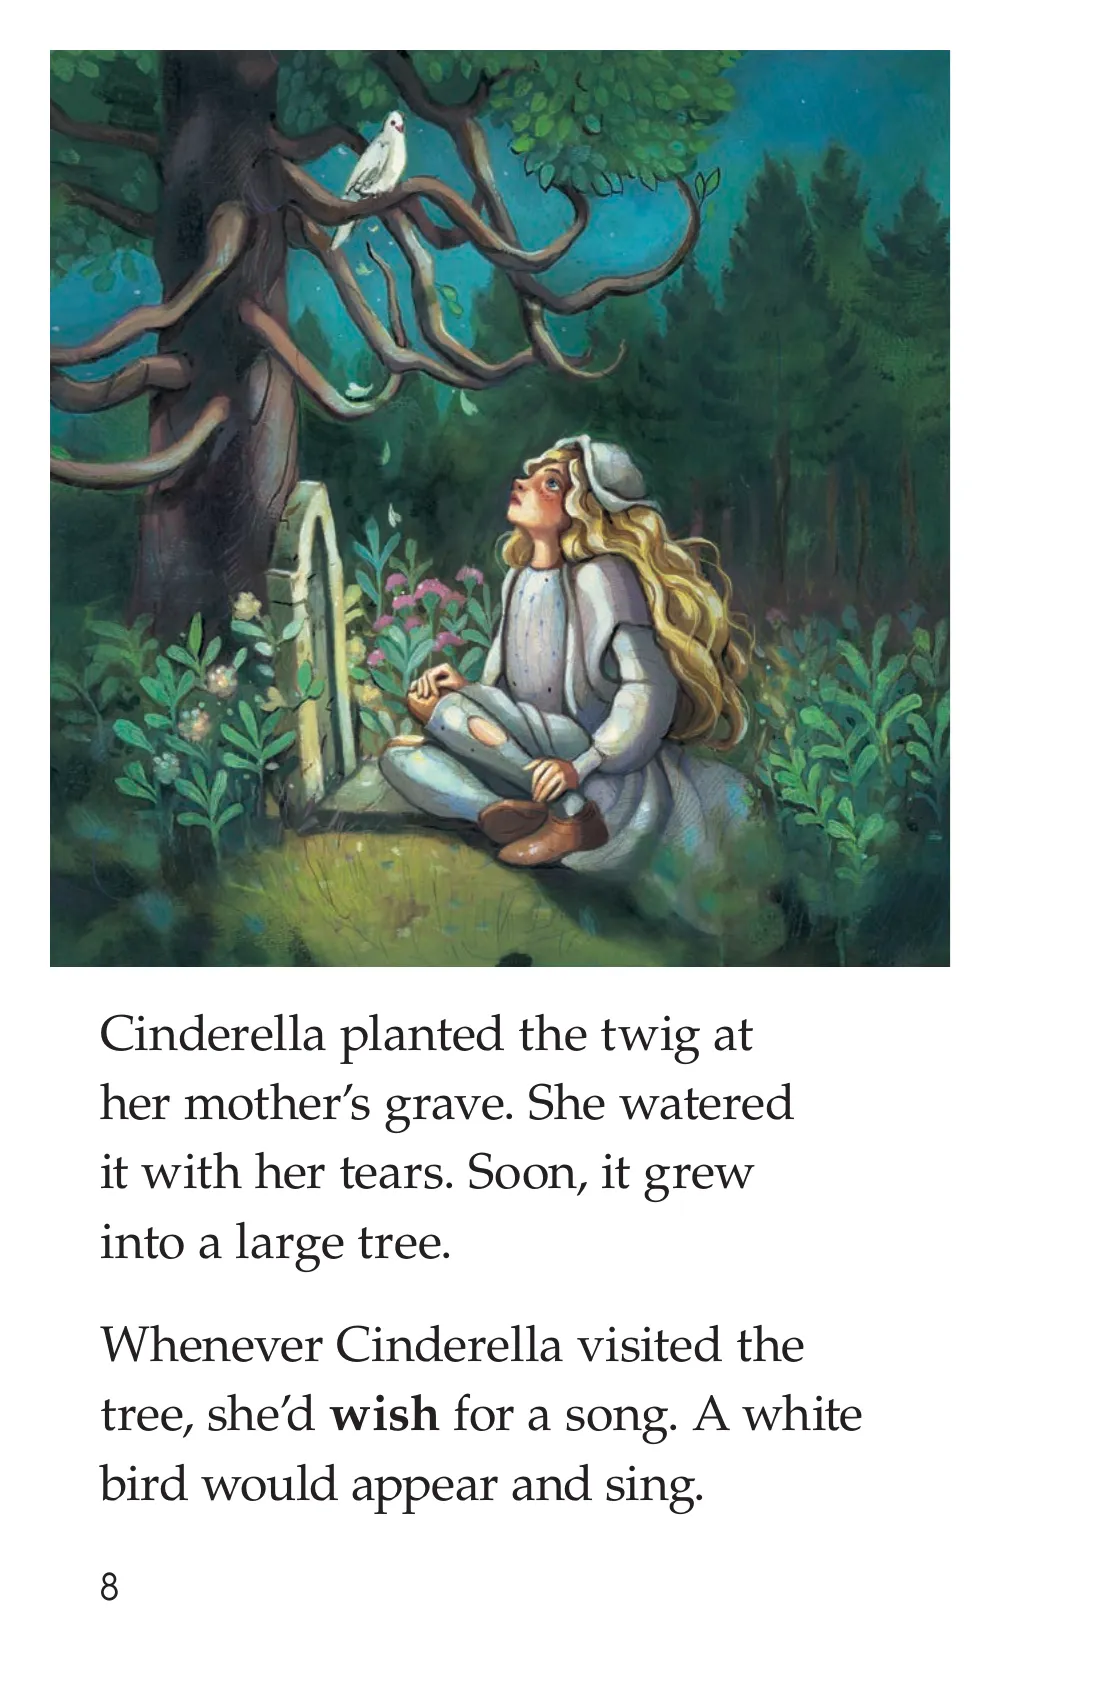 Cinderella planted the twig at
her mother’s grave. She watered
it with her tears. Soon, it grew
into a large tree.
Whenever Cinderella visited the
tree, she’d wish for a song. A white
bird would appear and sing.
8